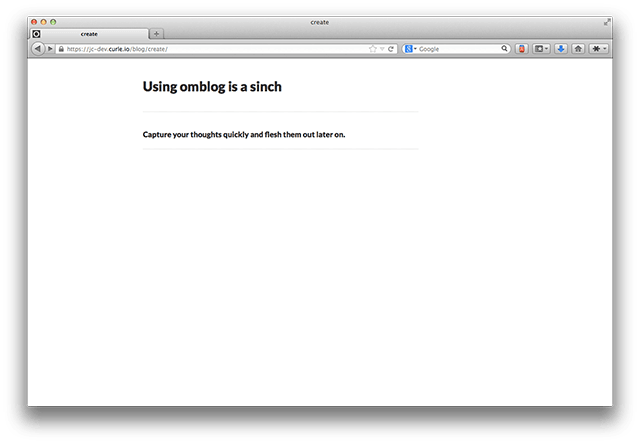 create
create
https://jc-dev.curle.io/blog/create/
Google
Using omblog is a sinch
Capture your thoughts quickly and flesh them out later on.